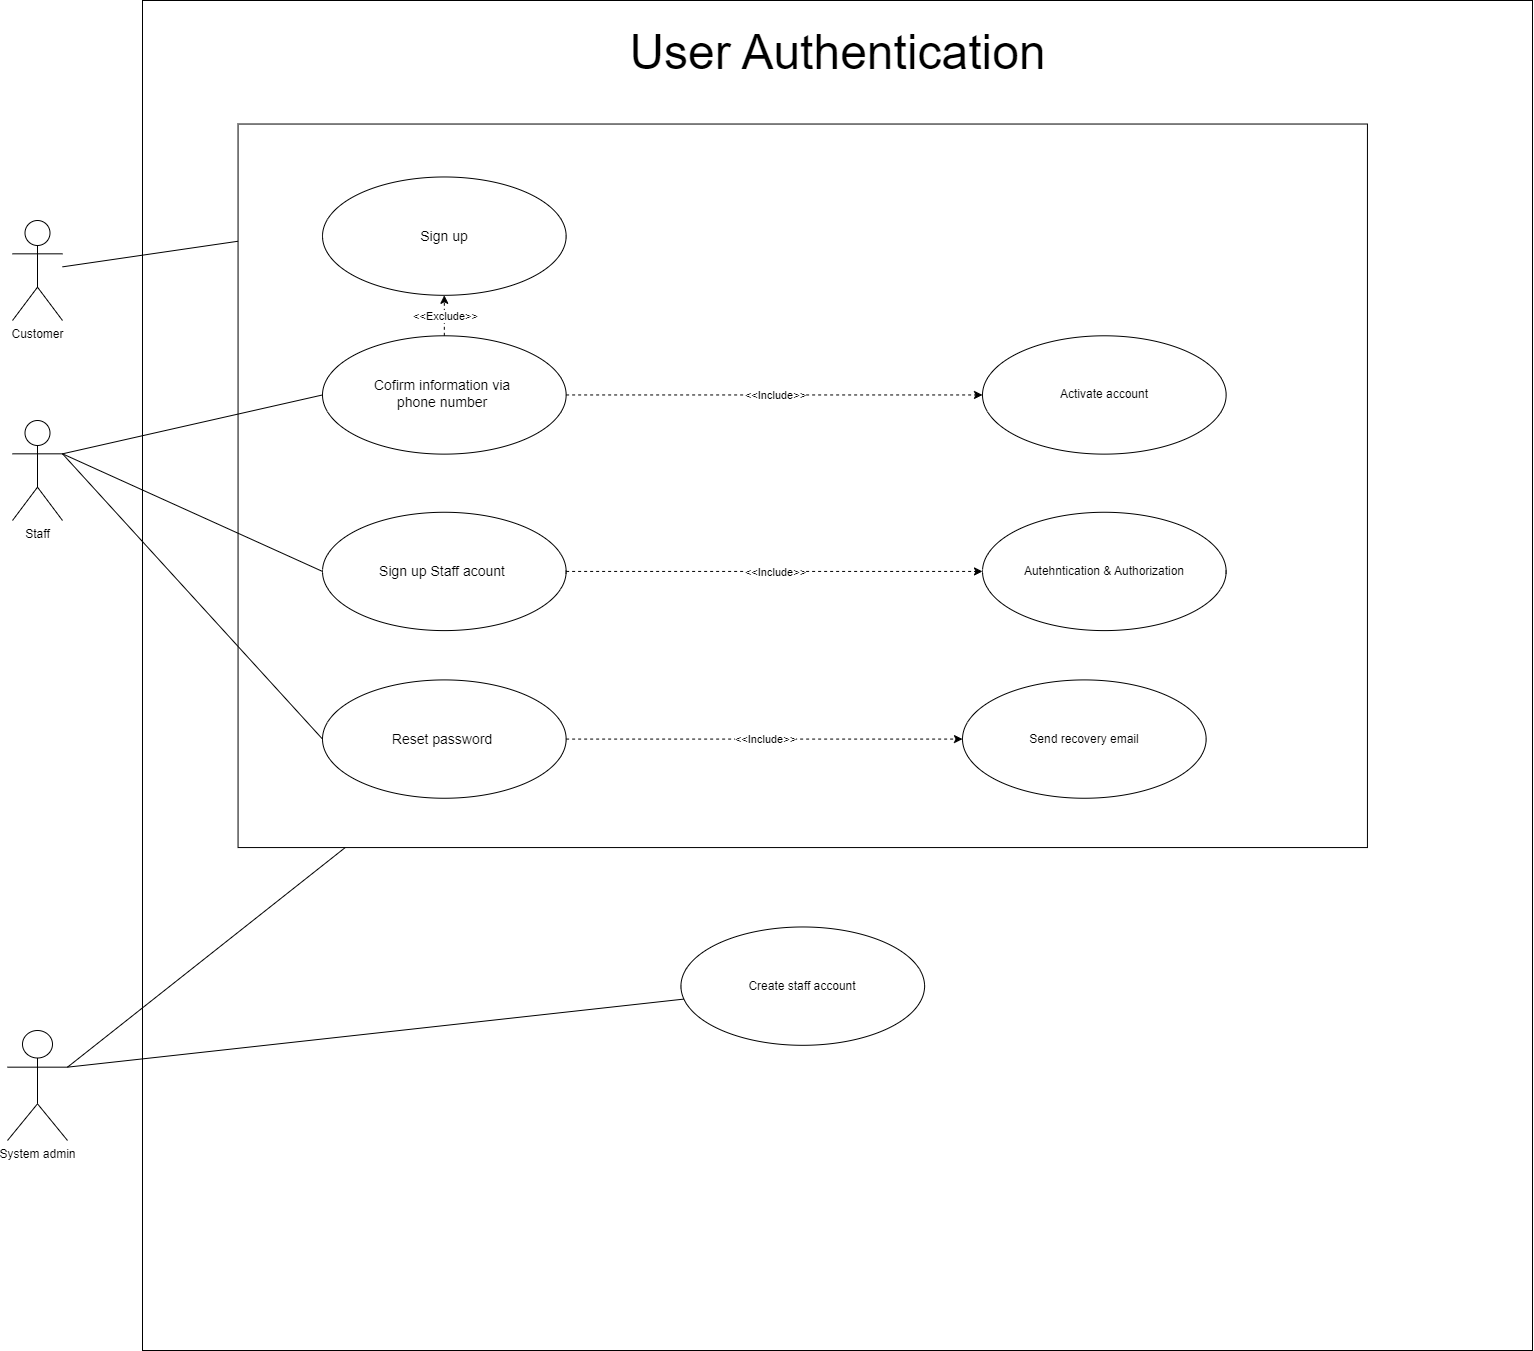 User Authentication
Sign up
Customer
<<Exclude>>
Cofirm information via
phone number
<<Include>>
Activate account
Staff
Sign up Staff acount
<<Include>>
Autehntication & Authorization
Reset password
<<Include>>
Send recovery email
Create staff account
System admin